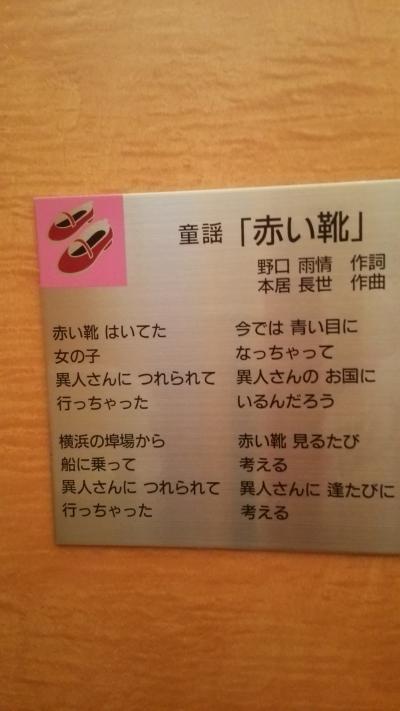 童謡 「赤い靴」
野口 雨情 作詞
本居 長世 作曲
赤い靴 はいてた
女の子
異人さんに つれられて
行っちゃった
横浜の埠場から
船に乗って
異人さんに つれられて
行っちゃった
今では 青い目に
なっちゃって
異人さんの お国に
いるんだろう
赤い靴 見るたび
考える
異人さんに 逢たびに
考える